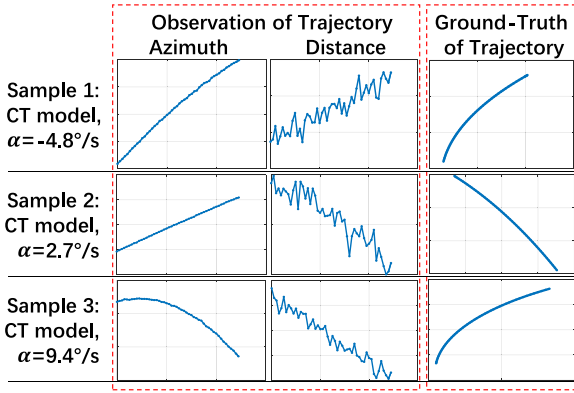 Observation of Trajectory
Azimuth Distance
Ground-Truth
of Trajectory
Sample 1:
CT model,
α=-4.8°/s
Sample 2:
CT model,
α=2.7°/s
Sample 3:
CT model,
α=9.4°/s